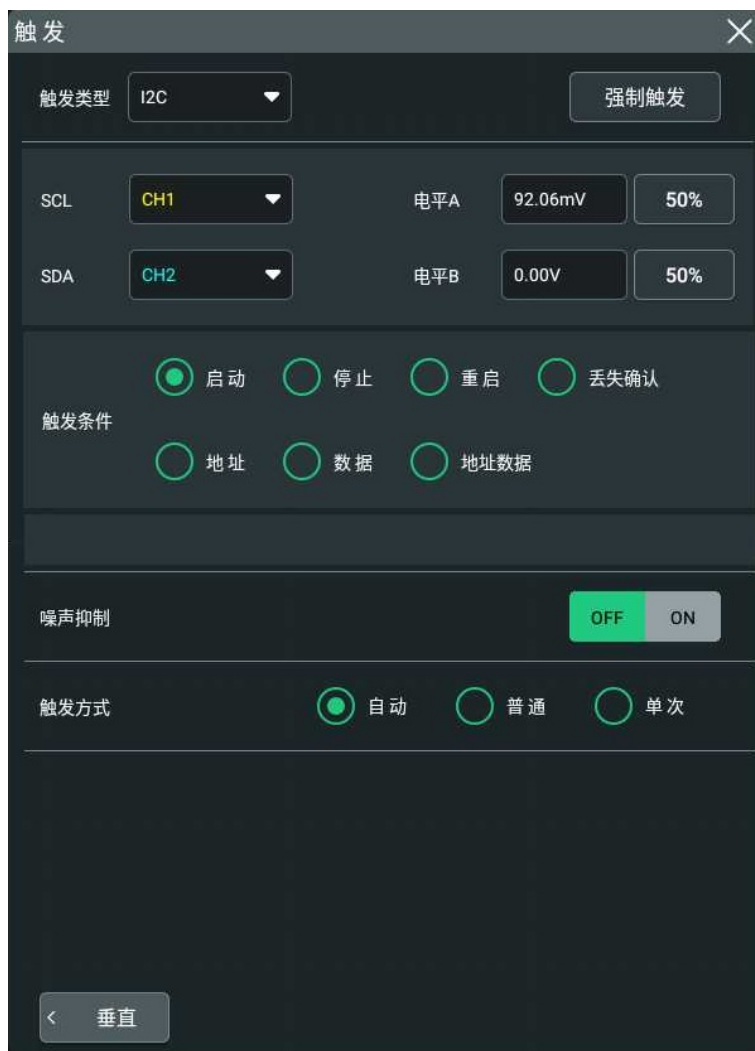 触发
触发类型 I2C 强制触发
SCL CH1 电平A 92.06mV 50%
SDA CH2 电平B 0.00V 50%
启动 停止 重启 丢失确认
触发条件
地址 数据 地址数据
噪声抑制 OFF ON
触发方式 自动 普通 单次
垂直